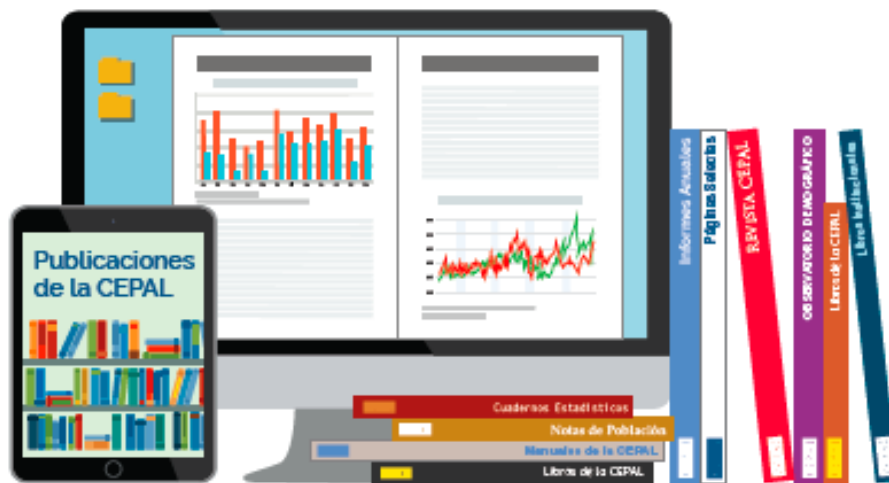 Publicaciones
de la CEPAL
Informes Anuales
Páginas Selectas
REVISTA CEPAL
OBSERVATORIO DEMOGRÁFICO
Libros de la CEPAL
Libros Institucionales
Cuadernos Estadísticos
Notas de Población
Manuales de la CEPAL
Libros de la CEPAL